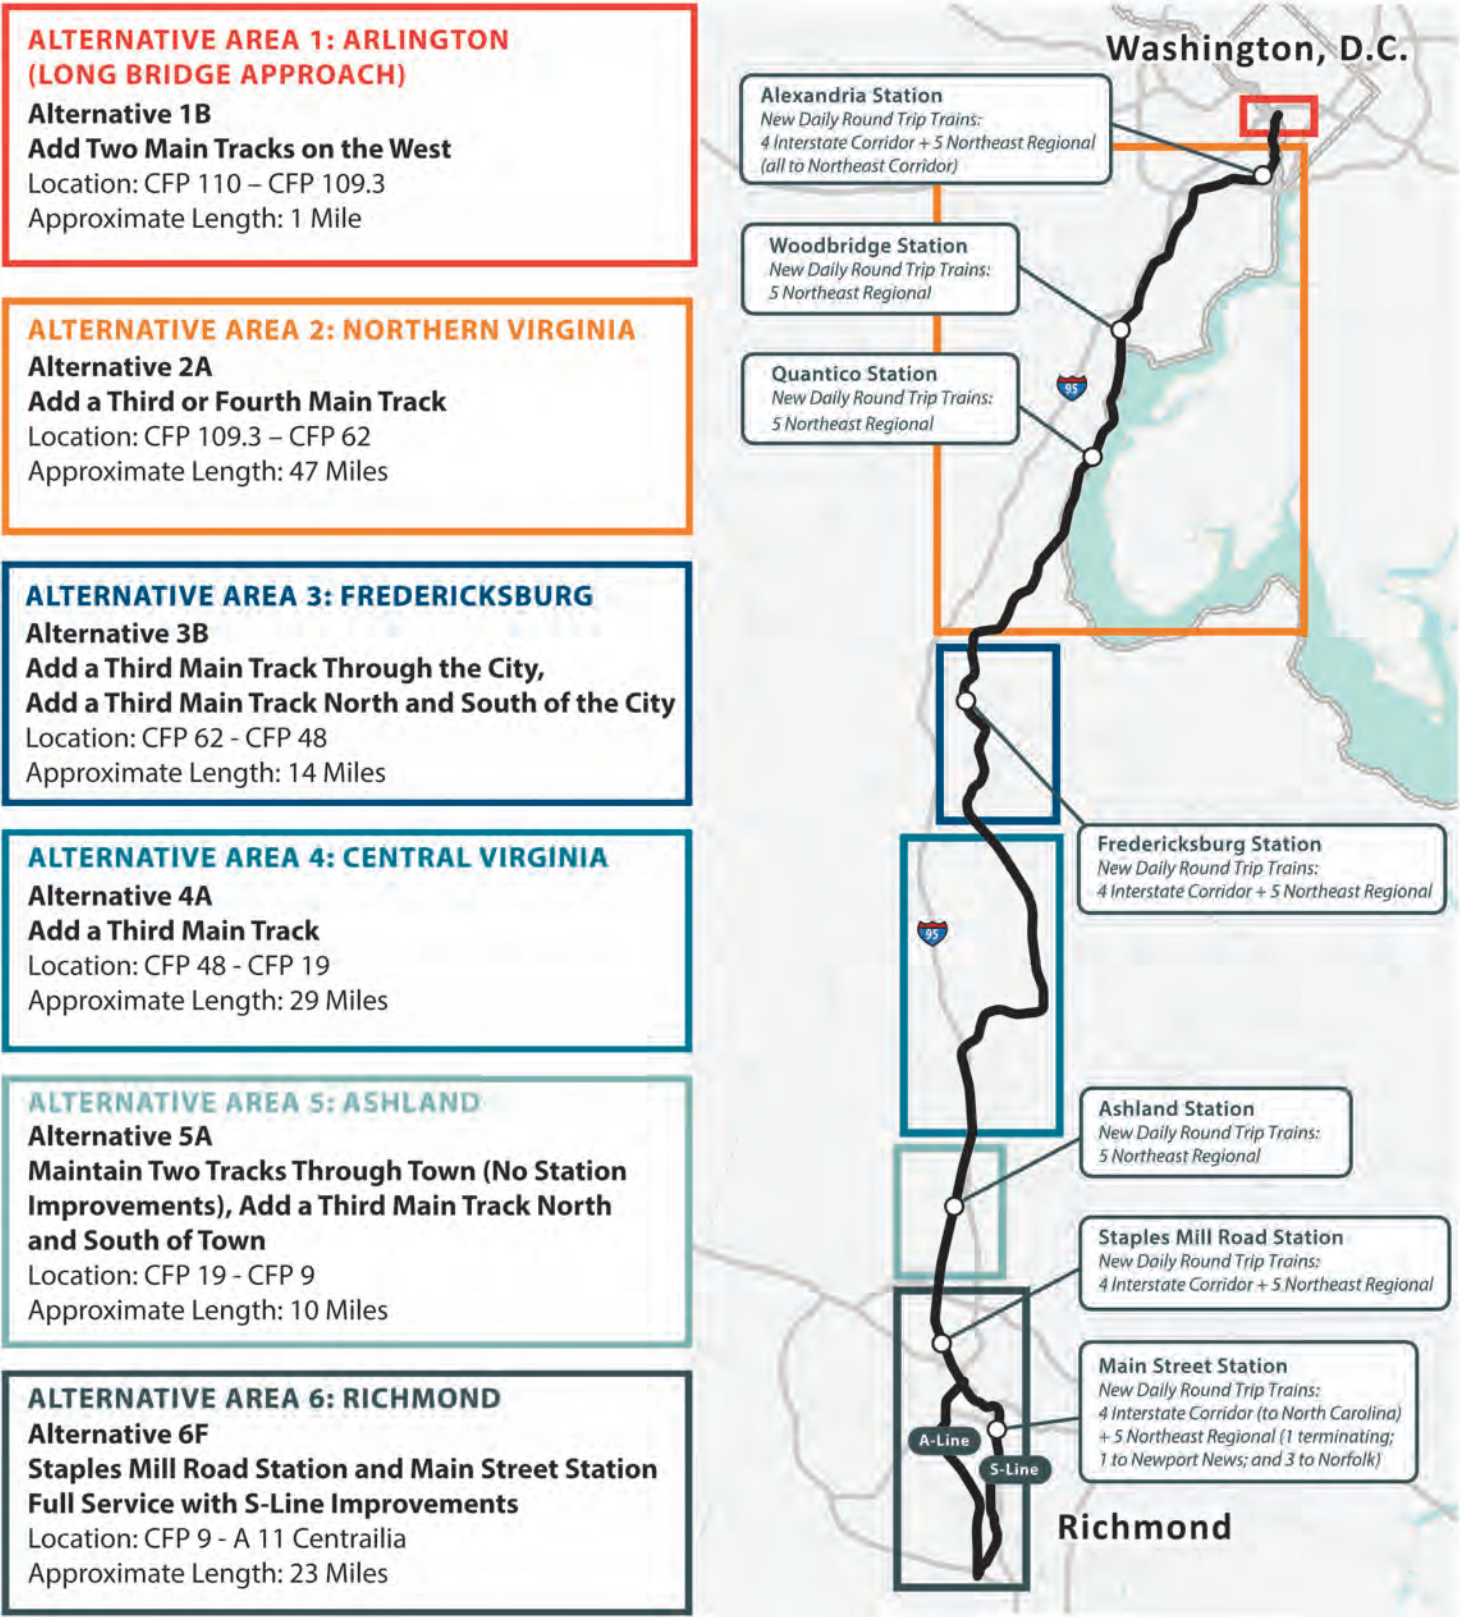 ALTERNATIVE AREA 1: ARLINGTON
(LONG BRIDGE APPROACH)
Alternative 1B
Add Two Main Tracks on the West
Location: CFP 110 – CFP 109.3
Approximate Length: 1 Mile
ALTERNATIVE AREA 2: NORTHERN VIRGINIA
Alternative 2A
Add a Third or Fourth Main Track
Location: CFP 109.3 – CFP 62
Approximate Length: 47 Miles
ALTERNATIVE AREA 3: FREDERICKSBURG
Alternative 3B
Add a Third Main Track Through the City,
Add a Third Main Track North and South of the City
Location: CFP 62 - CFP 48
Approximate Length: 14 Miles
ALTERNATIVE AREA 4: CENTRAL VIRGINIA
Alternative 4A
Add a Third Main Track
Location: CFP 48 - CFP 19
Approximate Length: 29 Miles
ALTERNATIVE AREA 5: ASHLAND
Alternative 5A
Maintain Two Tracks Through Town (No Station
Improvements), Add a Third Main Track North
and South of Town
Location: CFP 19 - CFP 9
Approximate Length: 10 Miles
ALTERNATIVE AREA 6: RICHMOND
Alternative 6F
Staples Mill Road Station and Main Street Station
Full Service with S-Line Improvements
Location: CFP 9 - A 11 Centrailia
Approximate Length: 23 Miles
Washington, D.C.
Alexandria Station
New Daily Round Trip Trains:
4 Interstate Corridor + 5 Northeast Regional
(all to Northeast Corridor)
Woodbridge Station
New Daily Round Trip Trains:
5 Northeast Regional
Quantico Station
New Daily Round Trip Trains:
5 Northeast Regional
95
Fredericksburg Station
New Daily Round Trip Trains:
4 Interstate Corridor + 5 Northeast Regional
95
Ashland Station
New Daily Round Trip Trains:
5 Northeast Regional
Staples Mill Road Station
New Daily Round Trip Trains:
4 Interstate Corridor + 5 Northeast Regional
Main Street Station
New Daily Round Trip Trains:
4 Interstate Corridor (to North Carolina)
+ 5 Northeast Regional (1 terminating;
1 to Newport News; and 3 to Norfolk)
A-Line
S-Line
Richmond